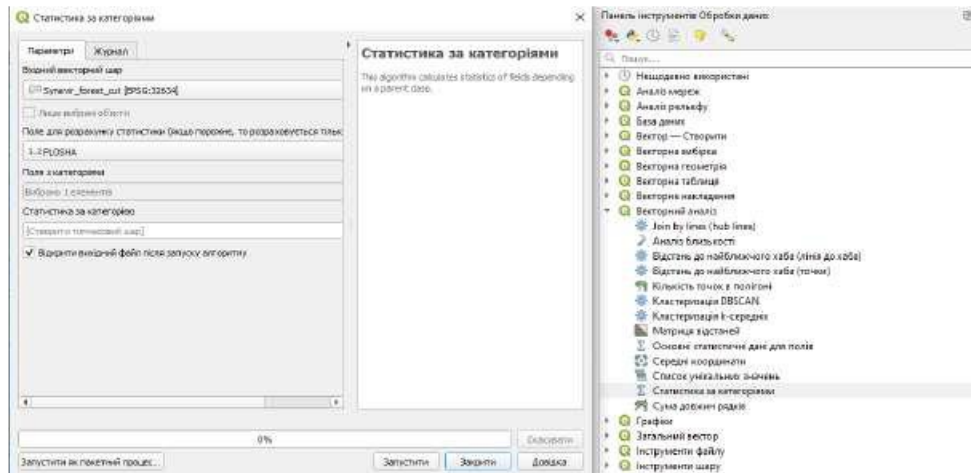 Статистика за категоріями
Параметри
Журнал
Вхідний векторний шар
Synevir_forest_cut [EPSG:32634]
Лише вибрані об'єкти
Поле для розрахунку статистики (якщо порожнє, то розраховується тільк
1.2 PLOSHA
Поля з категоріями
Вибрано 1 елементів
Статистика за категорією
[Створити тимчасовий шар]
Відкрити вихідний файл після запуску алгоритму
Статистика за категоріями
This algorithm calculates statistics of fields depending
on a parent class.
0%
Скасувати
Запустити як пакетний процес...
Запустити
Закрити
Довідка
Панель інструментів Обробки даних
Пошук...
Нещодавно використані
Аналіз мереж
Аналіз рельєфу
База даних
Вектор — Створити
Векторна вибірка
Векторна геометрія
Векторна таблиця
Векторне накладення
Векторний аналіз
Join by lines (hub lines)
Аналіз близькості
Відстань до найближчого хаба (лінія до хаба)
Відстань до найближчого хаба (точки)
Кількість точок в полігоні
Кластеризація DBSCAN
Кластеризація k-середніх
Матриця відстаней
Основні статистичні дані для полів
Середні координати
Список унікальних значень
Статистика за категоріями
Сума довжин рядків
Графіки
Загальний вектор
Інструменти файлу
Інструменти шару